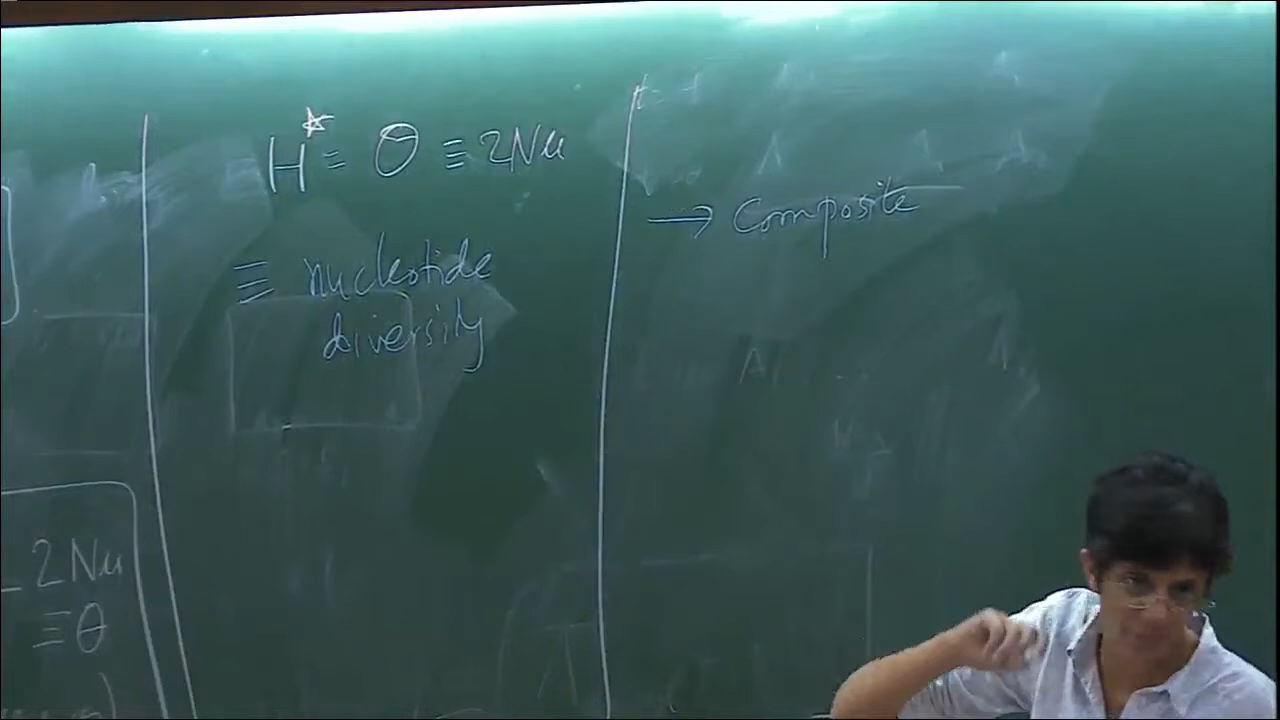 H* = θ ≡ 2Nu
≡ nucleotide
diversity
→ Composite
2Nu
≡ θ